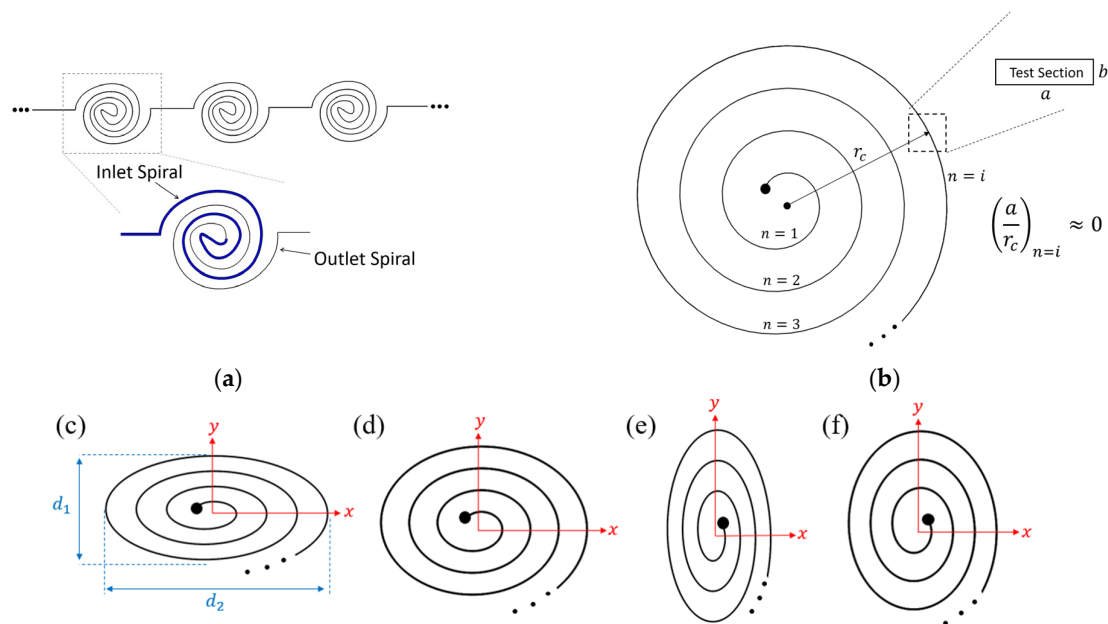 Inlet Spiral
Outlet Spiral
(a)
Test Section
b
a
r_c
n = i
n = 1
n = 2
n = 3
(a/r_c)_{n=i} ≈ 0
(b)
(c)
y
x
d_1
d_2
(d)
y
x
(e)
y
x
(f)
y
x